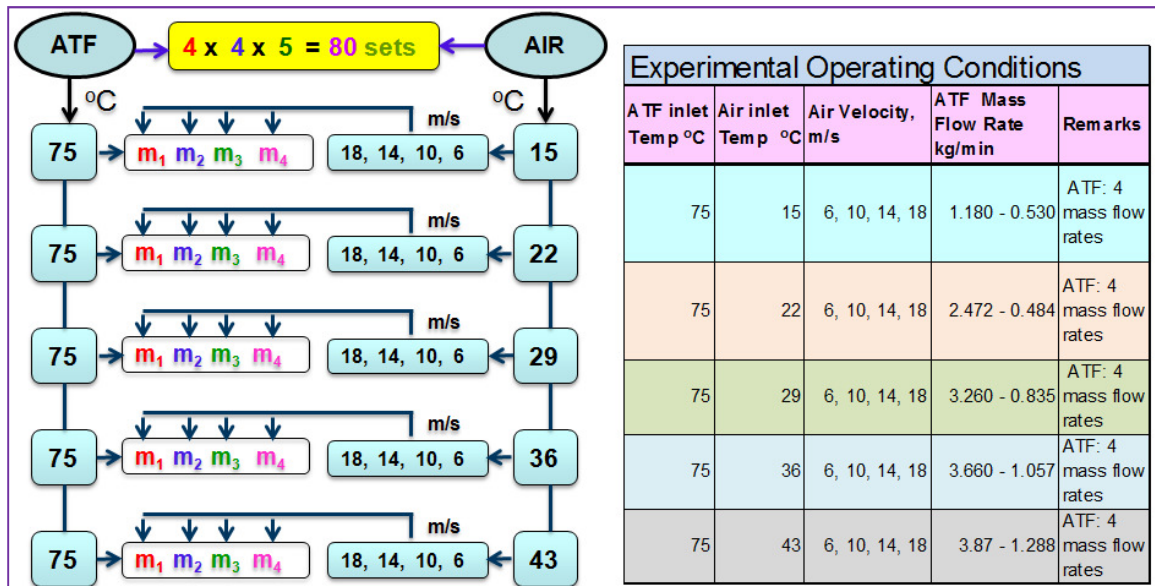 ATF
4 x 4 x 5 = 80 sets
AIR
ºC
ºC
m/s
75
m1 m2 m3 m4
18, 14, 10, 6
15
m/s
75
m1 m2 m3 m4
18, 14, 10, 6
22
m/s
75
m1 m2 m3 m4
18, 14, 10, 6
29
m/s
75
m1 m2 m3 m4
18, 14, 10, 6
36
m/s
75
m1 m2 m3 m4
18, 14, 10, 6
43
Experimental Operating Conditions
ATF inlet
Temp ºC
Air inlet
Temp ºC
Air Velocity,
m/s
ATF Mass
Flow Rate
kg/min
Remarks
75
15
6, 10, 14, 18
1.180 - 0.530
ATF: 4
mass flow
rates
75
22
6, 10, 14, 18
2.472 - 0.484
ATF: 4
mass flow
rates
75
29
6, 10, 14, 18
3.260 - 0.835
ATF: 4
mass flow
rates
75
36
6, 10, 14, 18
3.660 - 1.057
ATF: 4
mass flow
rates
75
43
6, 10, 14, 18
3.87 - 1.288
ATF: 4
mass flow
rates